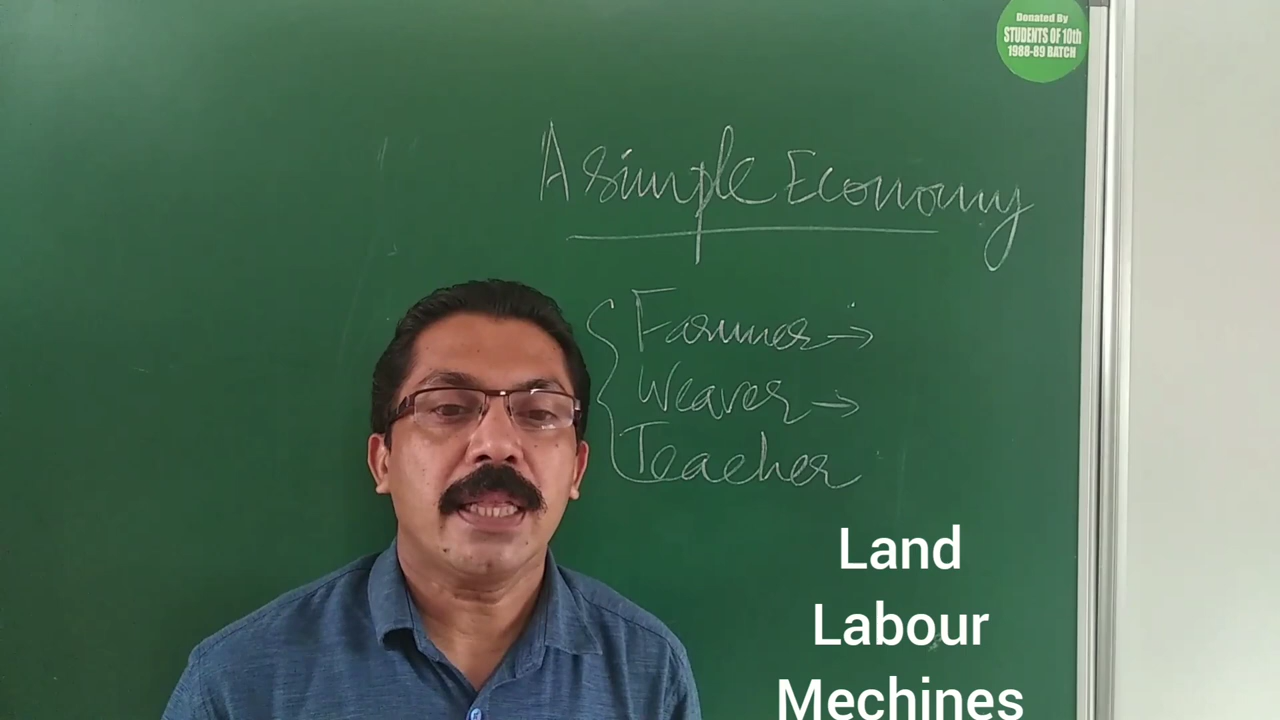 Donated By
STUDENTS OF 10th
1988-89 BATCH
A simple Economy
Farmer →
Weaver →
Teacher
Land
Labour
Mechines